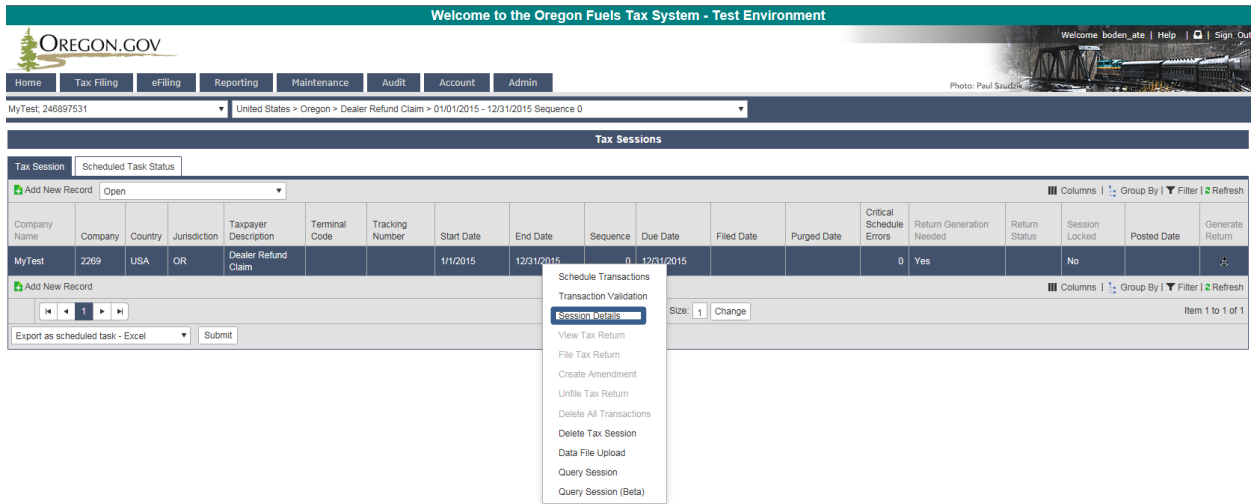 Welcome to the Oregon Fuels Tax System - Test Environment
OREGON.GOV
Welcome boden_ate | Help | | Sign_Out
Home Tax Filing eFiling Reporting Maintenance Audit Account Admin
Photo: Paul Szudzik
MyTest; 246897531 United States > Oregon > Dealer Refund Claim > 01/01/2015 - 12/31/2015 Sequence 0
Tax Sessions
Tax Session Scheduled Task Status
Add New Record Open Columns | Group By | Filter | Refresh
Company Name Company Country Jurisdiction Taxpayer Description Terminal Code Tracking Number Start Date End Date Sequence Due Date Filed Date Purged Date Critical Schedule Errors Return Generation Needed Return Status Session Locked Posted Date Generate Return
MyTest 2269 USA OR Dealer Refund Claim 1/1/2015 12/31/2015 0 12/31/2015 0 Yes No
Add New Record Columns | Group By | Filter | Refresh
1 Size: 1 Change Item 1 to 1 of 1
Export as scheduled task - Excel Submit
Schedule Transactions
Transaction Validation
Session Details
View Tax Return
File Tax Return
Create Amendment
Unfile Tax Return
Delete All Transactions
Delete Tax Session
Data File Upload
Query Session
Query Session (Beta)